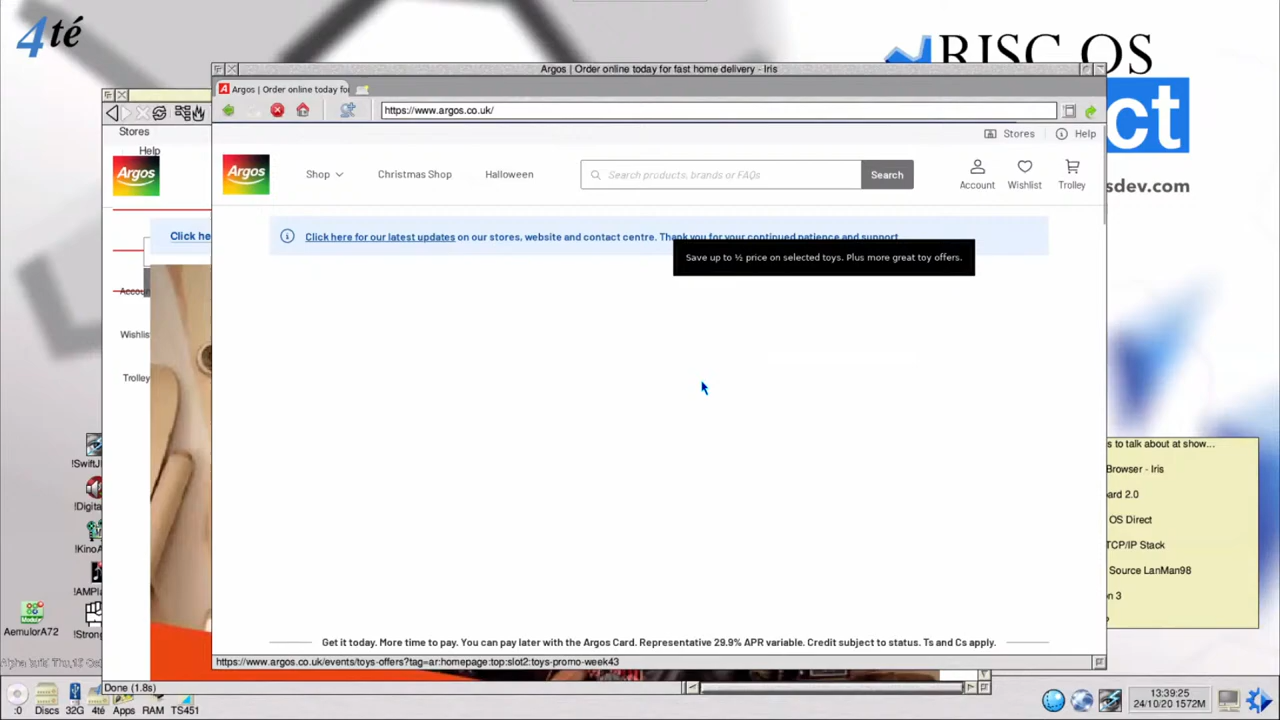 4té
RISC OS
ct
sdev.com
Argos | Order online today for fast home delivery - Iris
Argos | Order online today fo
https://www.argos.co.uk/
Stores
Help
Stores
Help
Argos
Argos
Shop
Christmas Shop
Halloween
Search products, brands or FAQs
Search
Account
Wishlist
Trolley
Click he
Click here for our latest updates on our stores, website and contact centre. Thank you for your continued patience and support.
Save up to ½ price on selected toys. Plus more great toy offers.
Accoun
Wishlis
Trolley
s to talk about at show...
Browser - Iris
ard 2.0
OS Direct
TCP/IP Stack
Source LanMan98
on 3
!SwiftJ
!Digita
!KinoA
!AMPl
!Strong
AemulorA72
Get it today. More time to pay. You can pay later with the Argos Card. Representative 29.9% APR variable. Credit subject to status. Ts and Cs apply.
https://www.argos.co.uk/events/toys-offers?tag=ar:homepage:top:slot2:toys-promo-week43
Done (1.8s)
:0
Discs
32G
4té
Apps
RAM
TS451
13:39:25
24/10/20 1572M